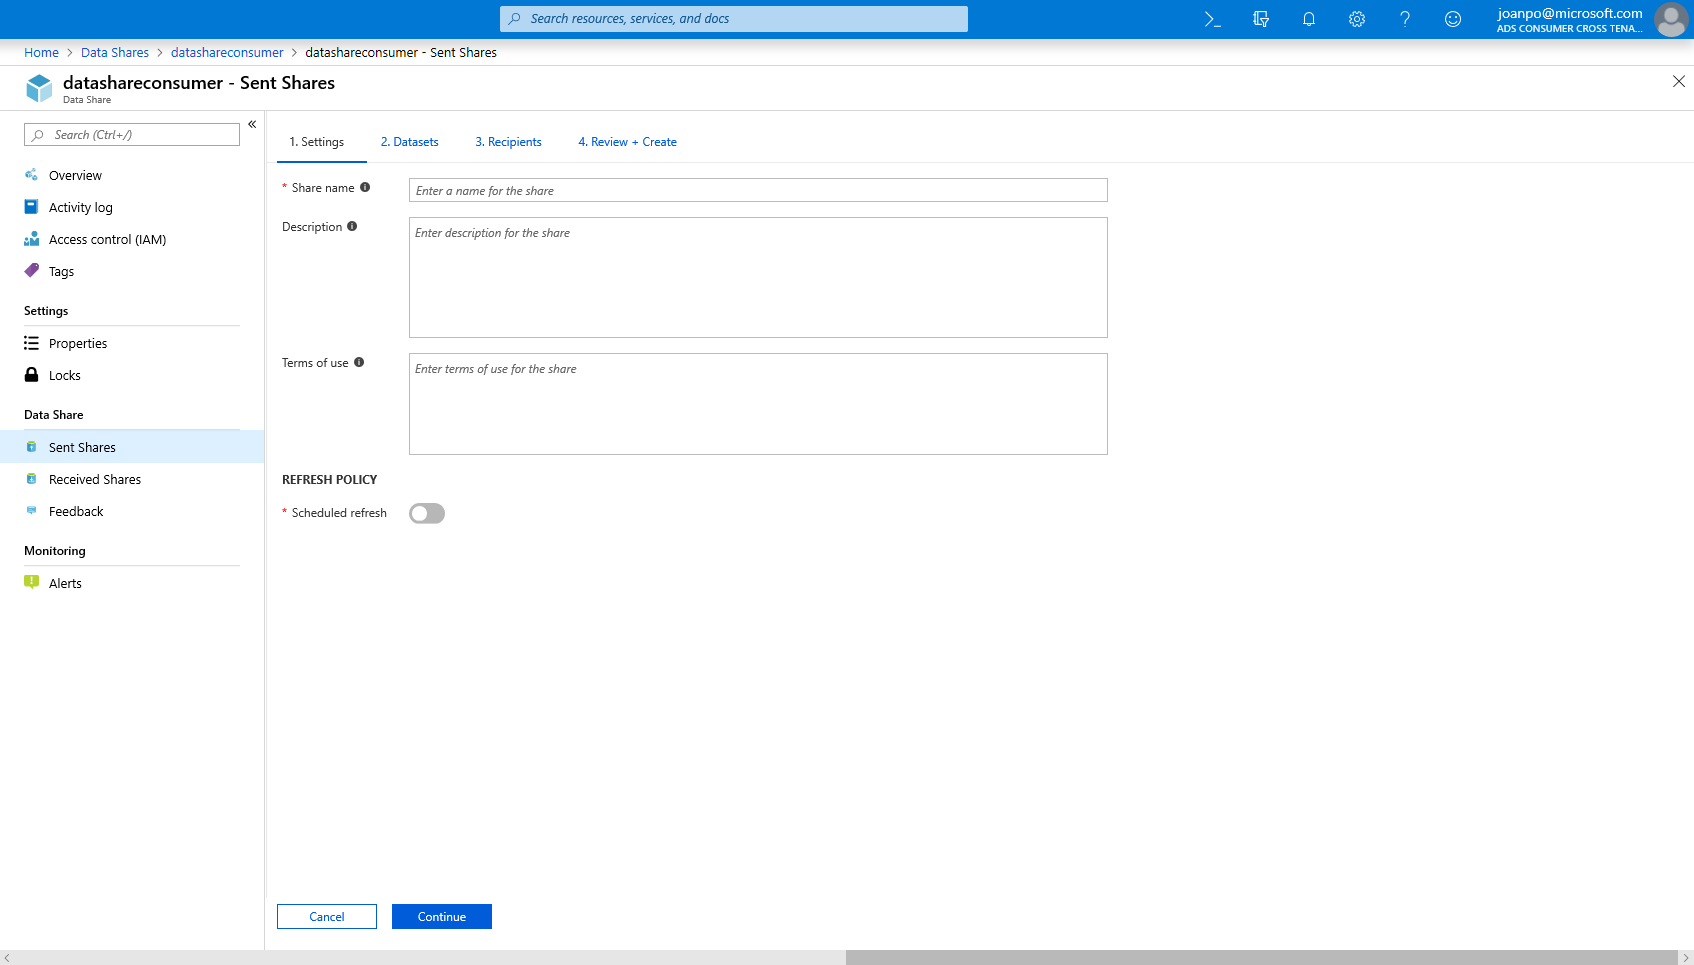 Search resources, services, and docs
joanpo@microsoft.com
ADS CONSUMER CROSS TENA...
Home > Data Shares > datashareconsumer > datashareconsumer - Sent Shares
datashareconsumer - Sent Shares
Data Share
Search (Ctrl+/)
Overview
Activity log
Access control (IAM)
Tags
Settings
Properties
Locks
Data Share
Sent Shares
Received Shares
Feedback
Monitoring
Alerts
1. Settings 2. Datasets 3. Recipients 4. Review + Create
* Share name
Enter a name for the share
Description
Enter description for the share
Terms of use
Enter terms of use for the share
REFRESH POLICY
* Scheduled refresh
Cancel Continue